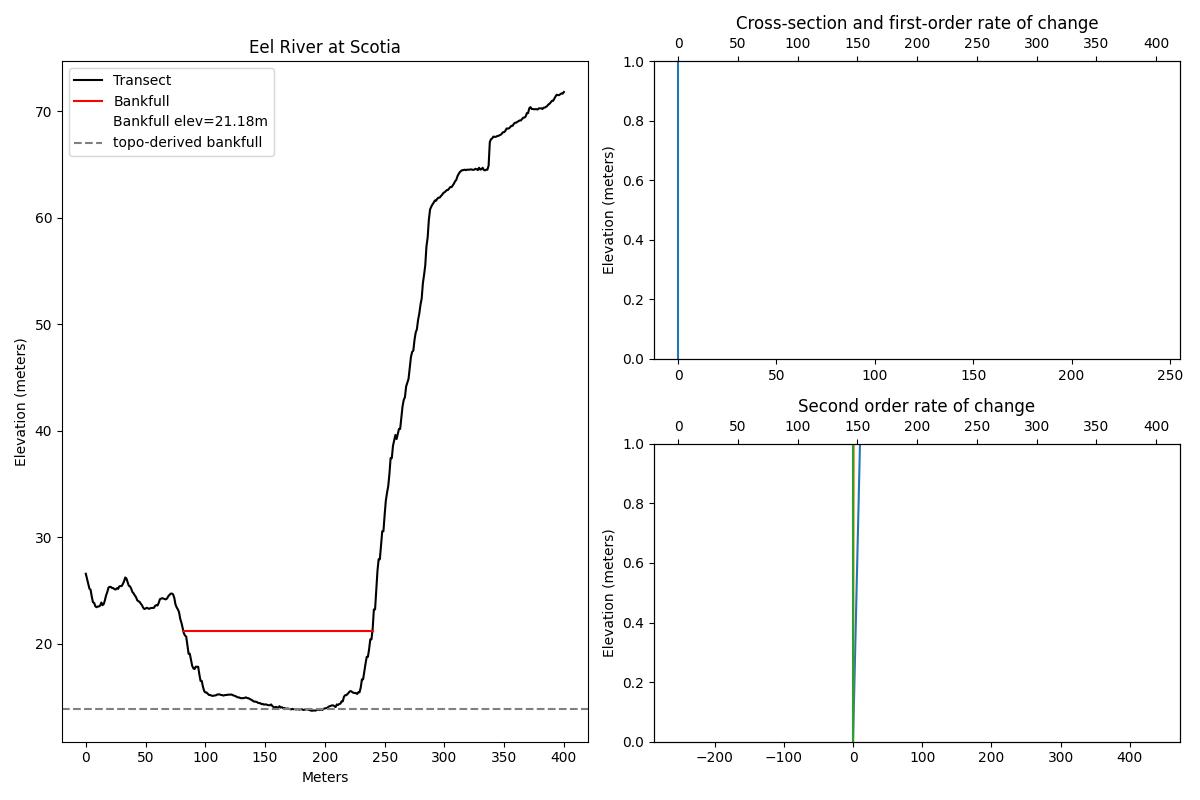 Eel River at Scotia
Transect
Bankfull
Bankfull elev=21.18m
topo-derived bankfull
Elevation (meters)
70
60
50
40
30
20
0 50 100 150 200 250 300 350 400
Meters
Cross-section and first-order rate of change
0 50 100 150 200 250 300 350 400
Elevation (meters)
1.0
0.8
0.6
0.4
0.2
0.0
0 50 100 150 200 250
Second order rate of change
0 50 100 150 200 250 300 350 400
Elevation (meters)
1.0
0.8
0.6
0.4
0.2
0.0
−200 −100 0 100 200 300 400